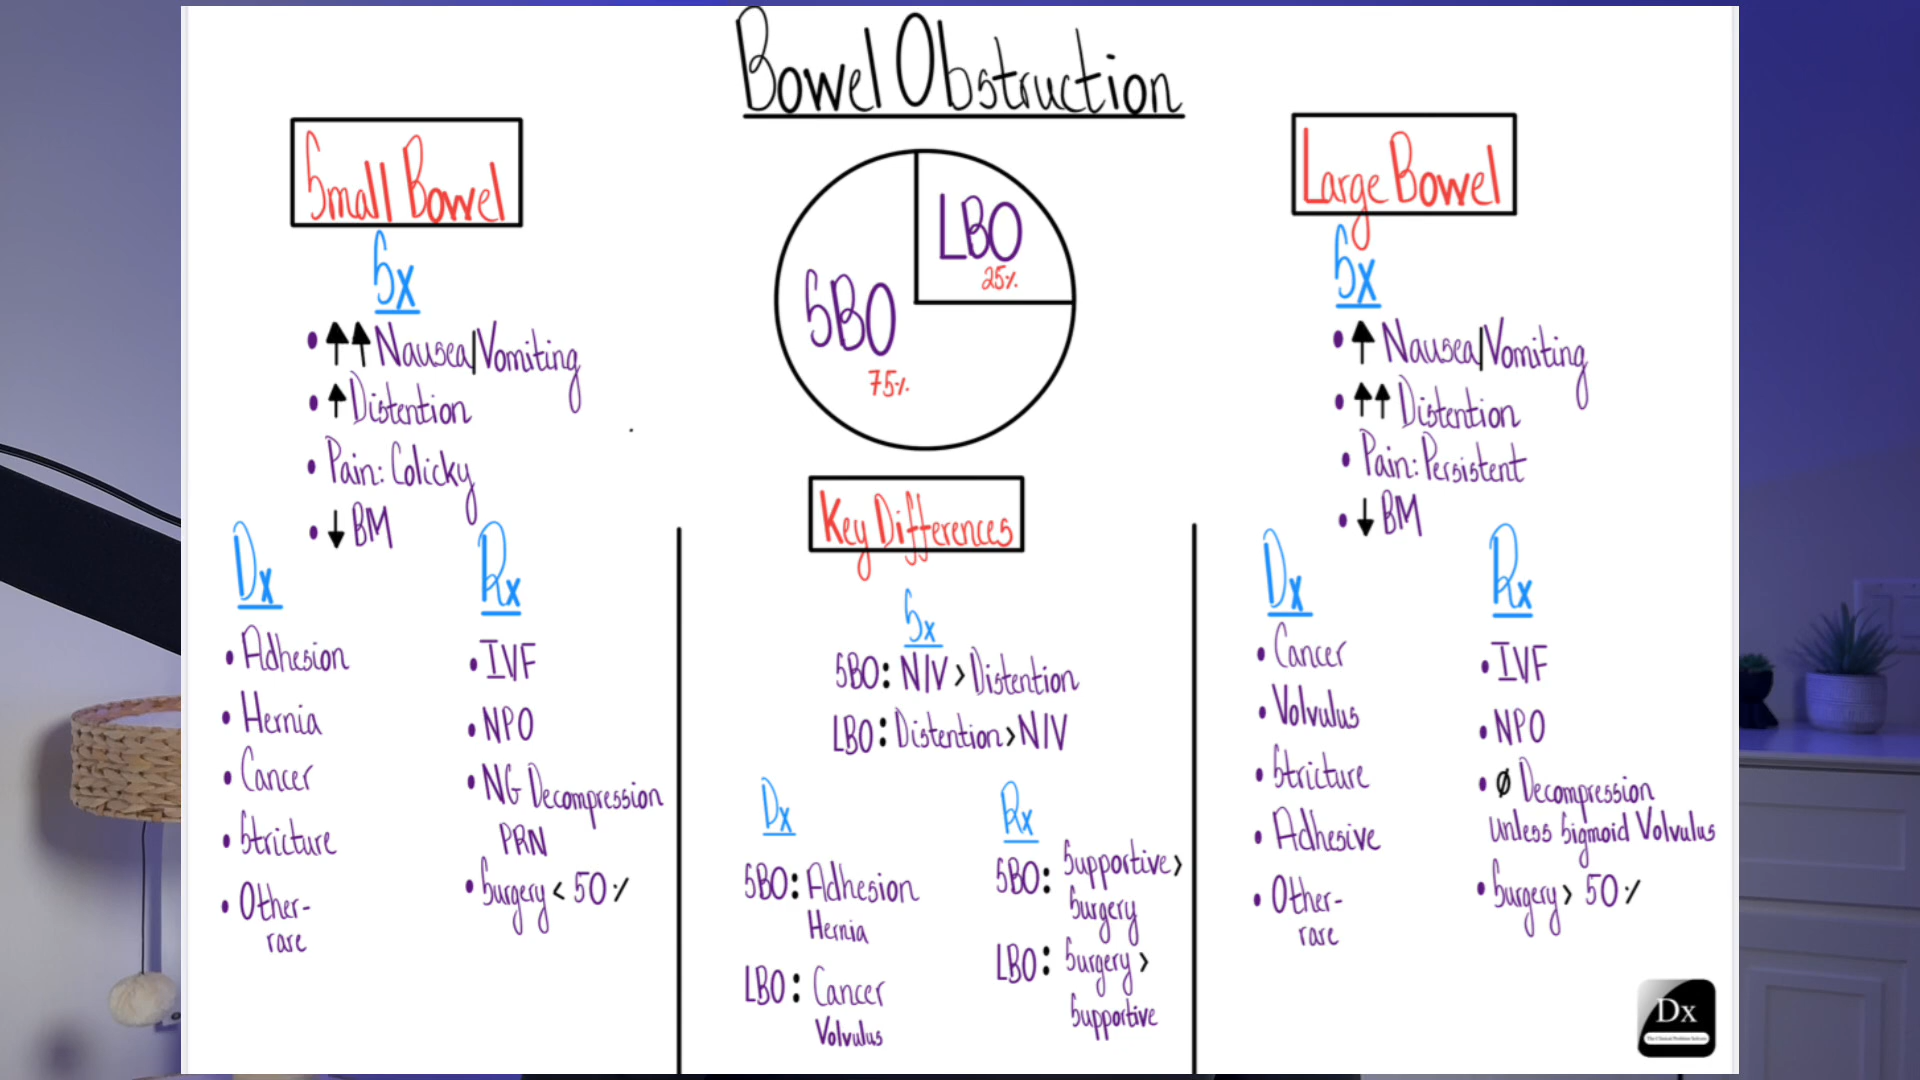 Bowel Obstruction
Small Bowel
Sx
• ↑↑ Nausea/Vomiting
• ↑ Distention
• Pain: Colicky
• ↓ BM
Dx
• Adhesion
• Hernia
• Cancer
• Stricture
• Other-
rare
Rx
• IVF
• NPO
• NG Decompression
PRN
• Surgery < 50%
LBO
25%
SBO
75%
Key Differences
Sx
SBO: N/V > Distention
LBO: Distention > N/V
Dx
SBO: Adhesion
Hernia
LBO: Cancer
Volvulus
Rx
SBO: Supportive >
Surgery
LBO: Surgery >
Supportive
Large Bowel
Sx
• ↑ Nausea/Vomiting
• ↑↑ Distention
• Pain: Persistent
• ↓ BM
Dx
• Cancer
• Volvulus
• Stricture
• Adhesive
• Other-
rare
Rx
• IVF
• NPO
• Ø Decompression
unless Sigmoid Volvulus
• Surgery > 50%
Dx
The Clinical Problem Solvers